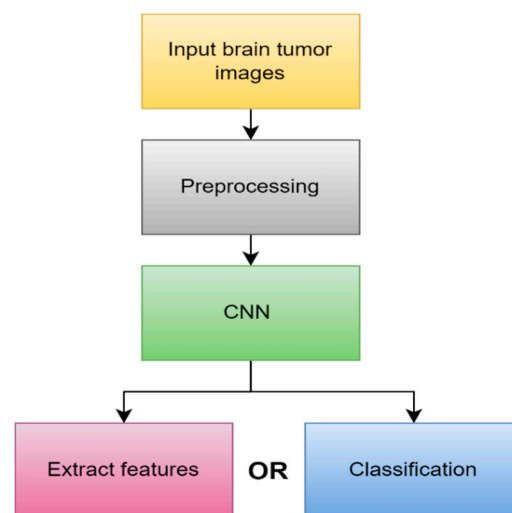 Input brain tumor
images
Preprocessing
CNN
Extract features
OR
Classification